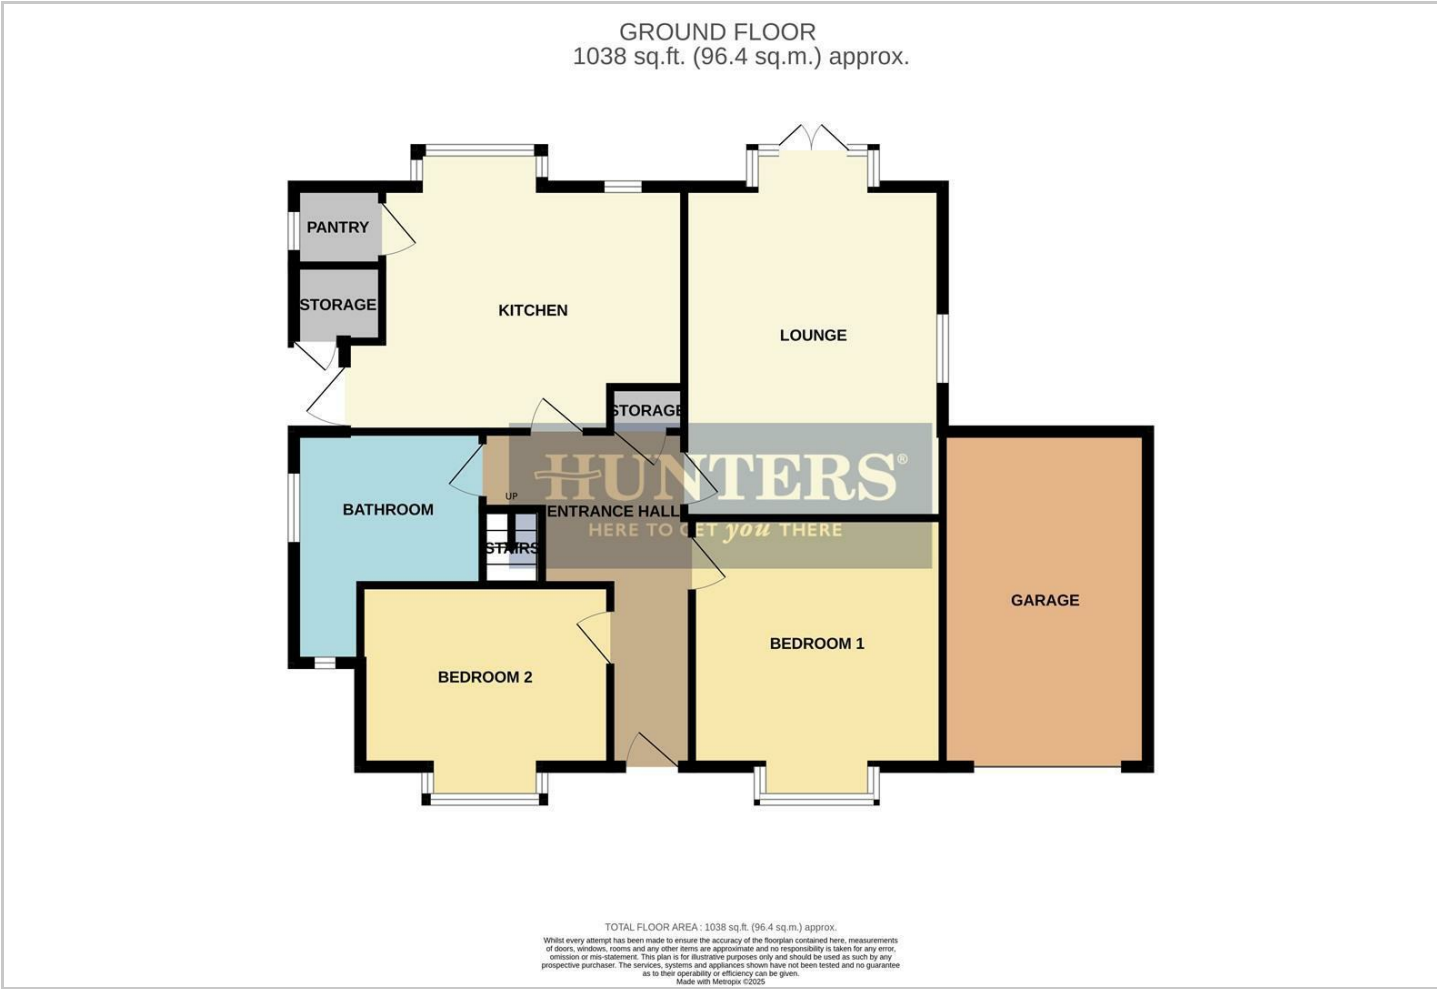 GROUND FLOOR
1038 sq.ft. (96.4 sq.m.) approx.
PANTRY
STORAGE
KITCHEN
LOUNGE
STORAGE
HUNTERS®
HERE TO GET you THERE
UP
BATHROOM
ENTRANCE HALL
STAIRS
GARAGE
BEDROOM 1
BEDROOM 2
TOTAL FLOOR AREA : 1038 sq.ft. (96.4 sq.m.) approx.
Whilst every attempt has been made to ensure the accuracy of the floorplan contained here, measurements
of doors, windows, rooms and any other items are approximate and no responsibility is taken for any error,
omission or mis-statement. This plan is for illustrative purposes only and should be used as such by any
prospective purchaser. The services, systems and appliances shown have not been tested and no guarantee
as to their operability or efficiency can be given.
Made with Metropix ©2025